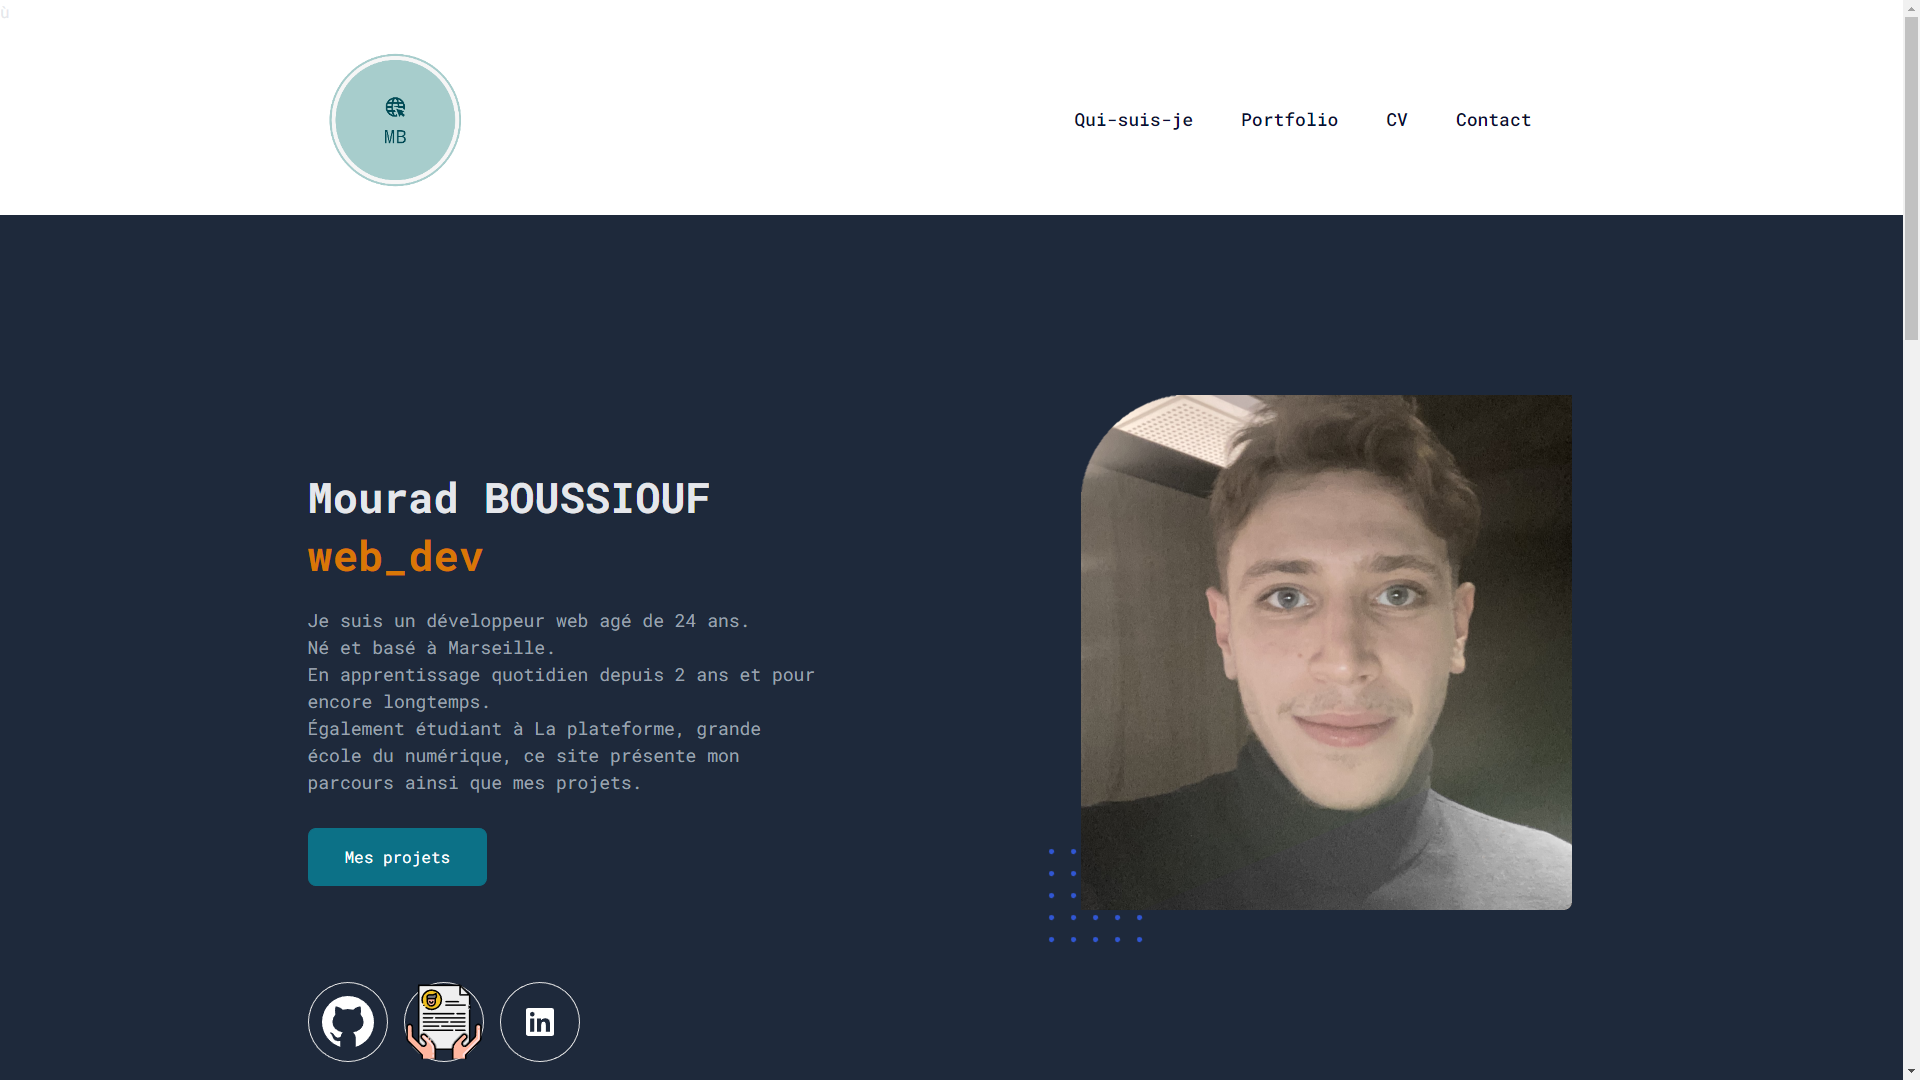 ù
MB
Qui-suis-je Portfolio CV Contact
Mourad BOUSSIOUF
web_dev
Je suis un développeur web agé de 24 ans.
Né et basé à Marseille.
En apprentissage quotidien depuis 2 ans et pour
encore longtemps.
Également étudiant à La plateforme, grande
école du numérique, ce site présente mon
parcours ainsi que mes projets.
Mes projets
in